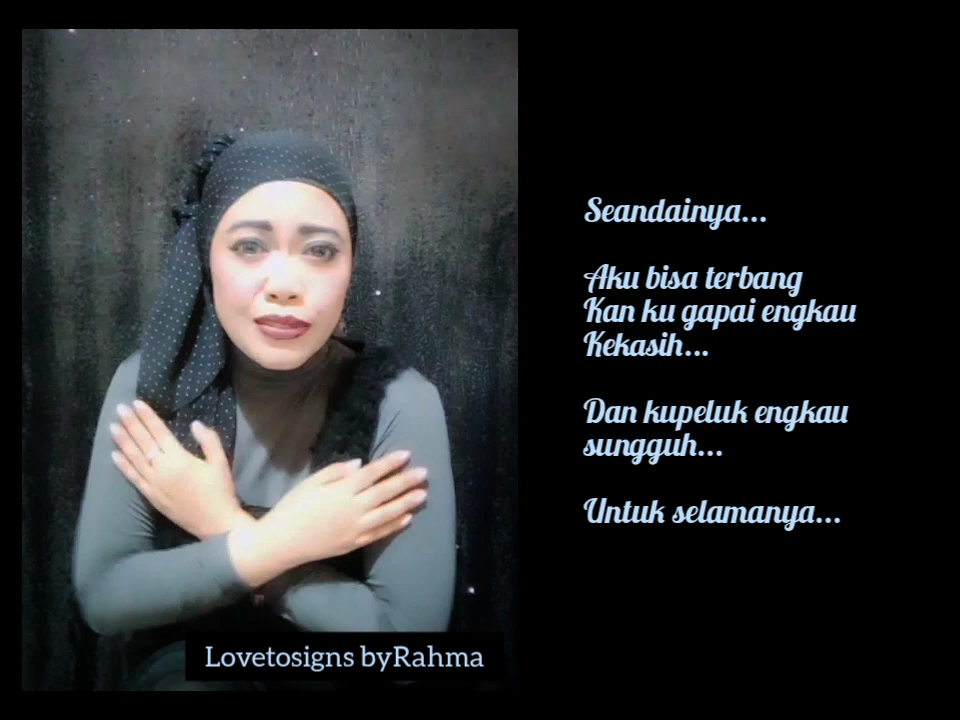 Seandainya...
Aku bisa terbang
Kan ku gapai engkau
Kekasih...
Dan kupeluk engkau
sungguh...
Untuk selamanya...
Lovetosigns byRahma